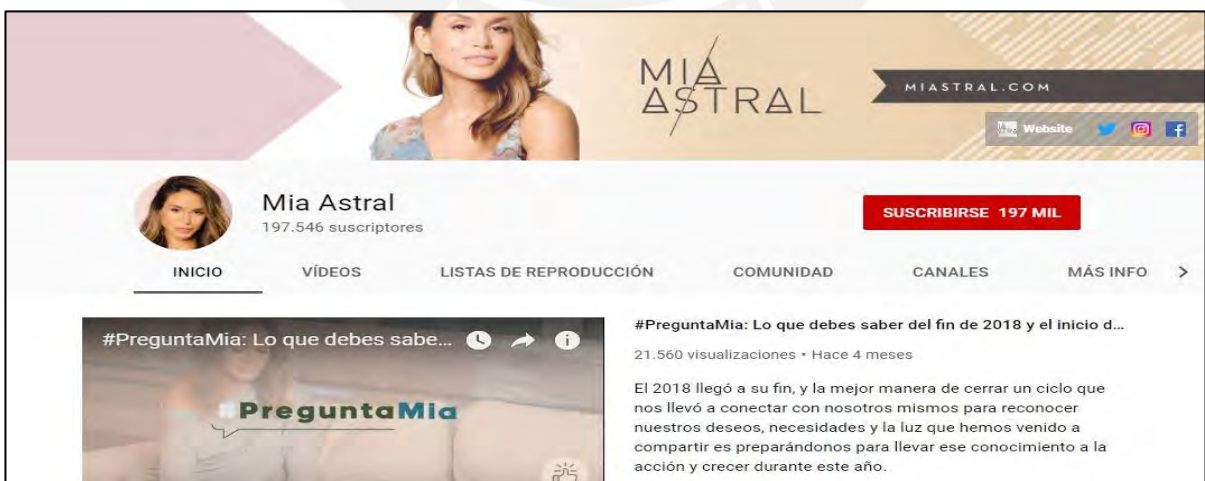 MIA
ASTRAL
MIASTRAL.COM
Website
Mia Astral
197.546 suscriptores
SUSCRIBIRSE 197 MIL
INICIO VÍDEOS LISTAS DE REPRODUCCIÓN COMUNIDAD CANALES MÁS INFO
#PreguntaMia: Lo que debes sabe...
#PreguntaMia
#PreguntaMia: Lo que debes saber del fin de 2018 y el inicio d...
21.560 visualizaciones • Hace 4 meses
El 2018 llegó a su fin, y la mejor manera de cerrar un ciclo que
nos llevó a conectar con nosotros mismos para reconocer
nuestros deseos, necesidades y la luz que hemos venido a
compartir es preparándonos para llevar ese conocimiento a la
acción y crecer durante este año.